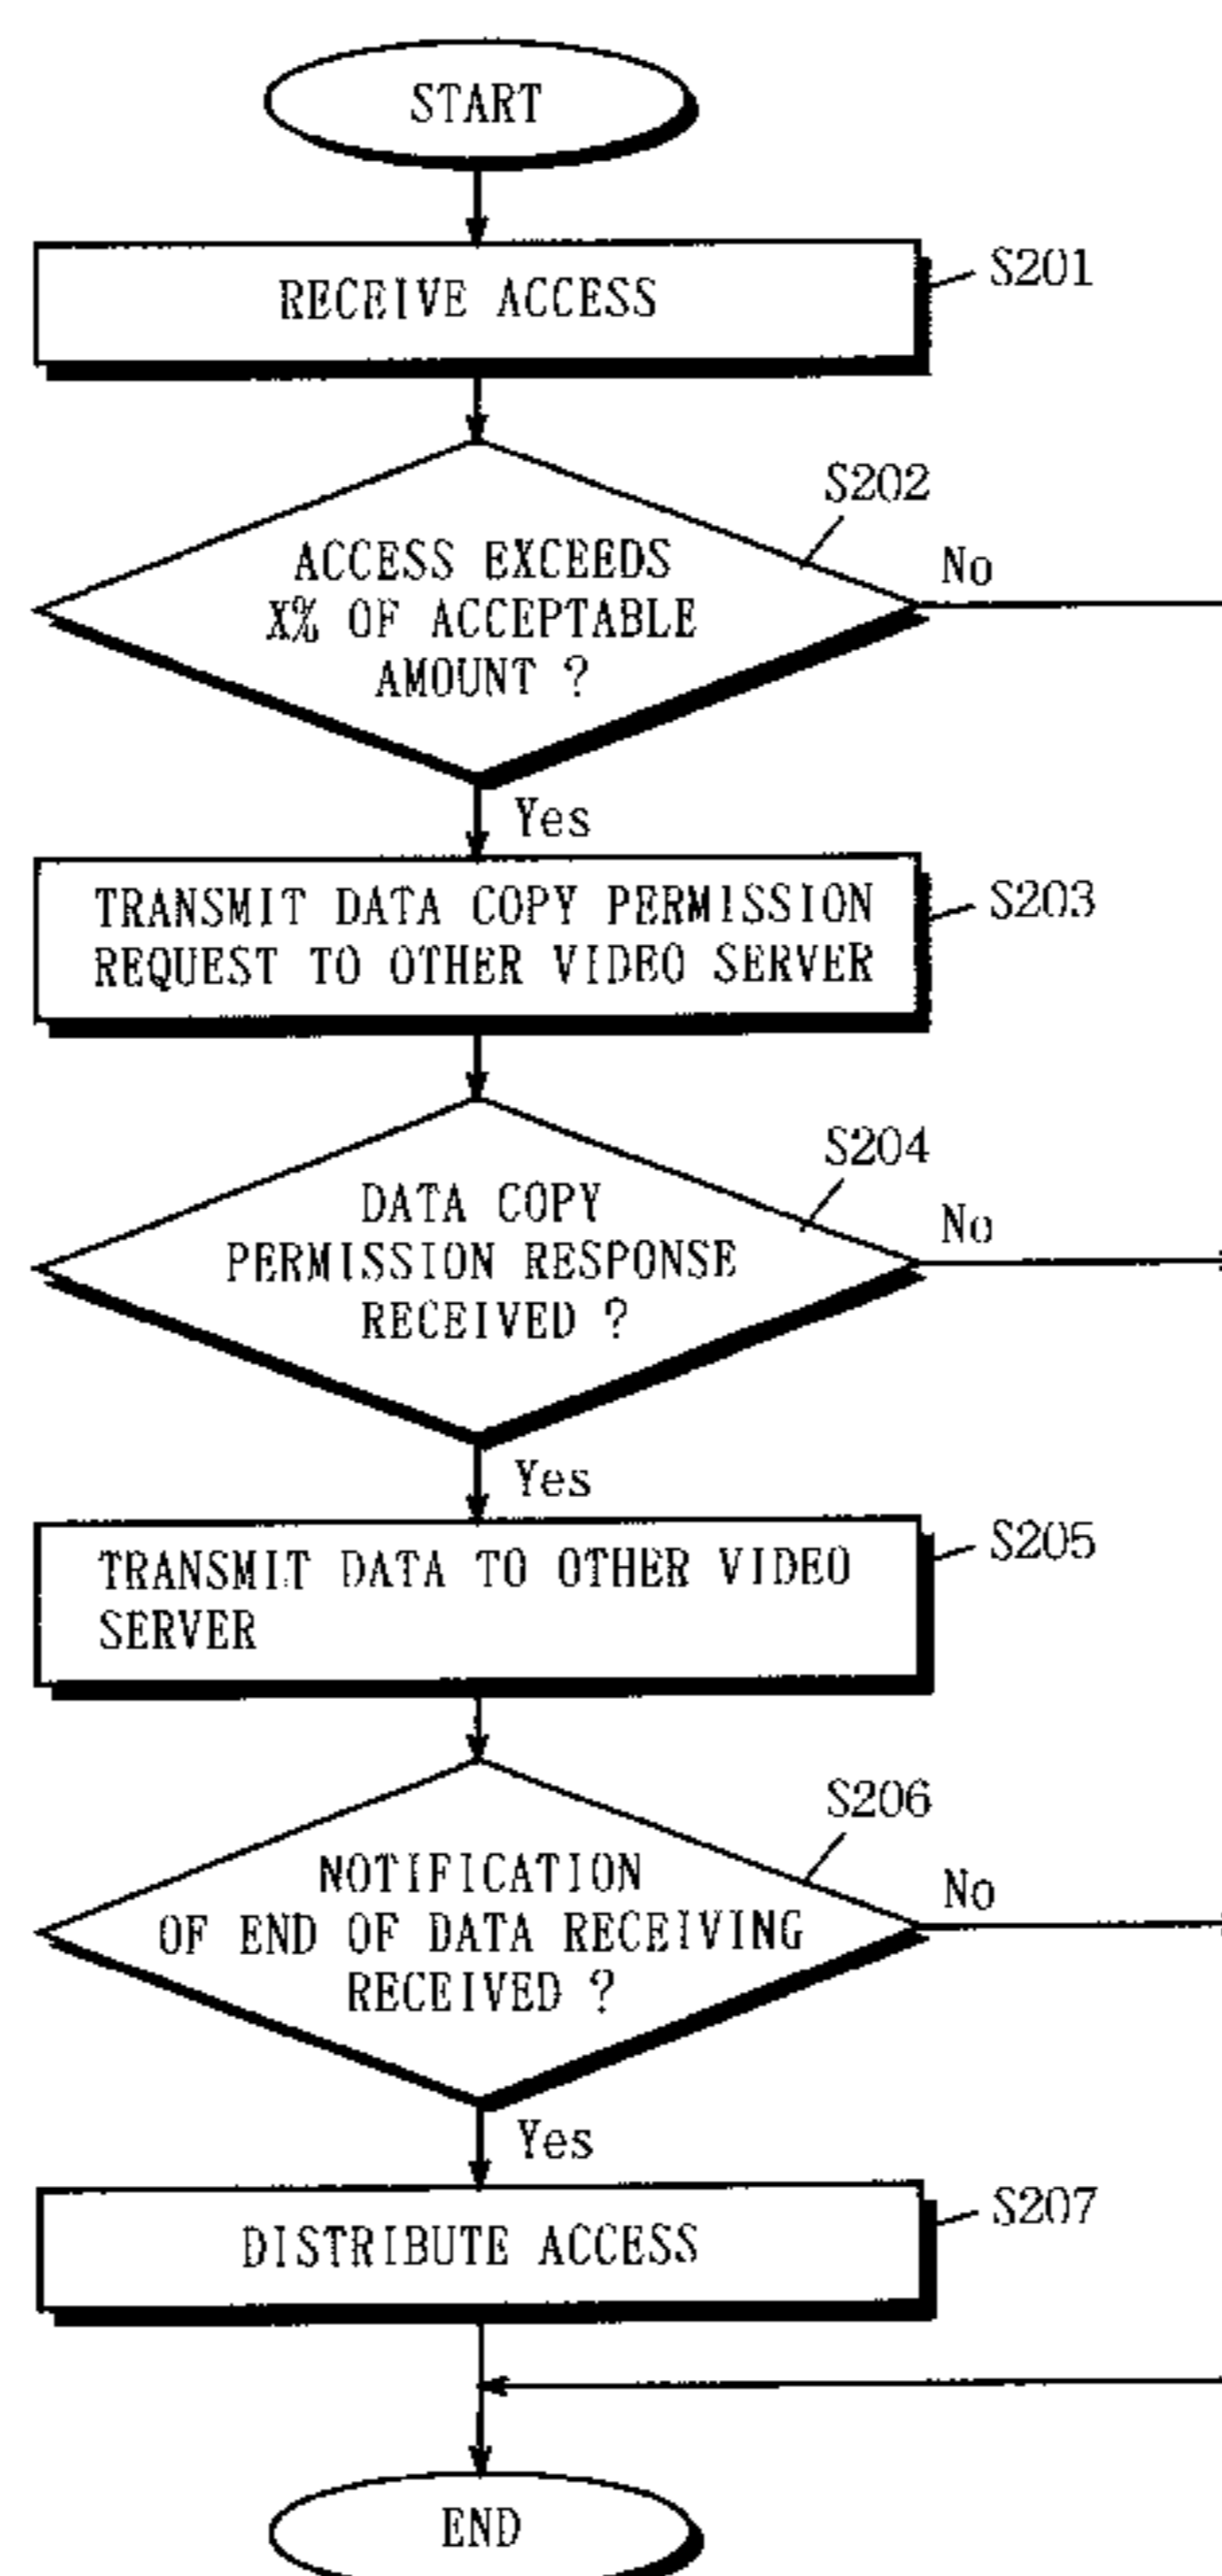 START
RECEIVE ACCESS
S201
S202
ACCESS EXCEEDS
X% OF ACCEPTABLE
AMOUNT ?
No
Yes
TRANSMIT DATA COPY PERMISSION
REQUEST TO OTHER VIDEO SERVER
S203
S204
DATA COPY
PERMISSION RESPONSE
RECEIVED ?
No
Yes
TRANSMIT DATA TO OTHER VIDEO
SERVER
S205
S206
NOTIFICATION
OF END OF DATA RECEIVING
RECEIVED ?
No
Yes
DISTRIBUTE ACCESS
S207
END